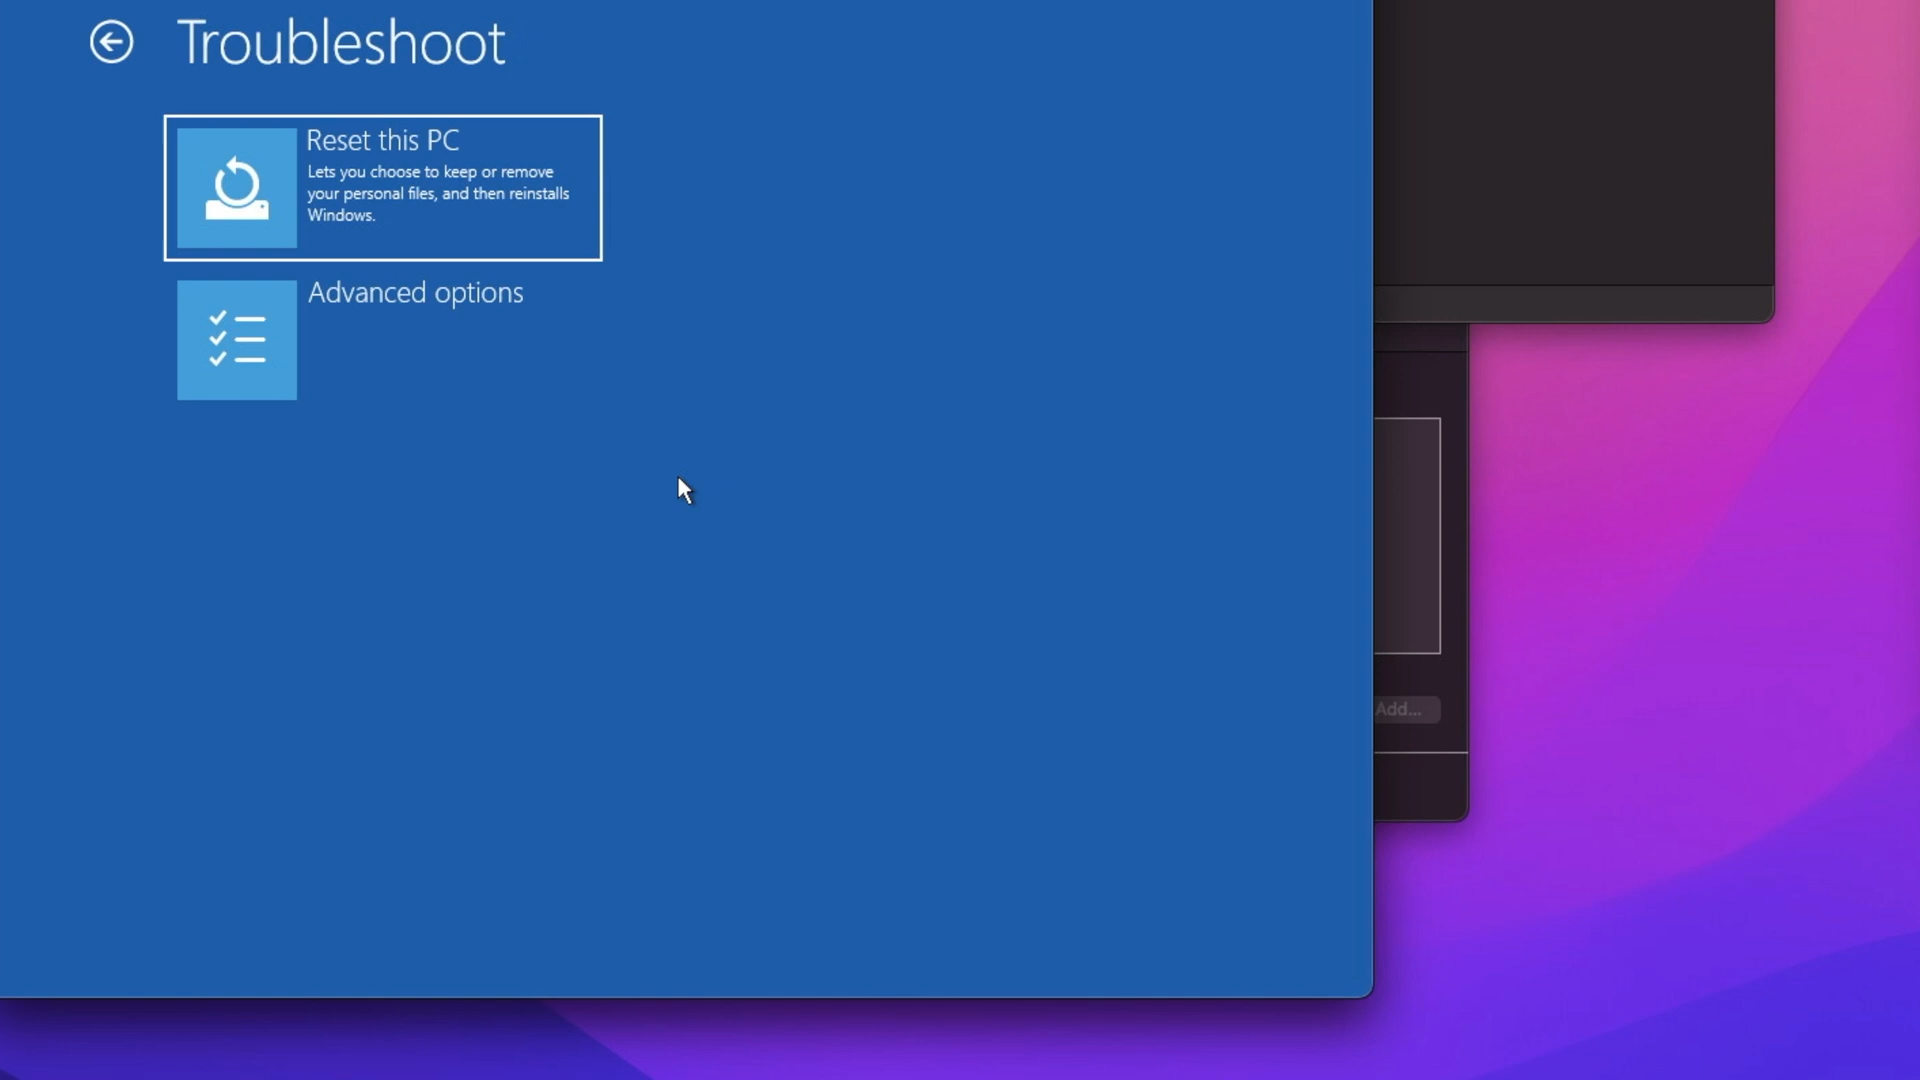 Troubleshoot
Reset this PC
Lets you choose to keep or remove
your personal files, and then reinstalls
Windows.
Advanced options
Add...